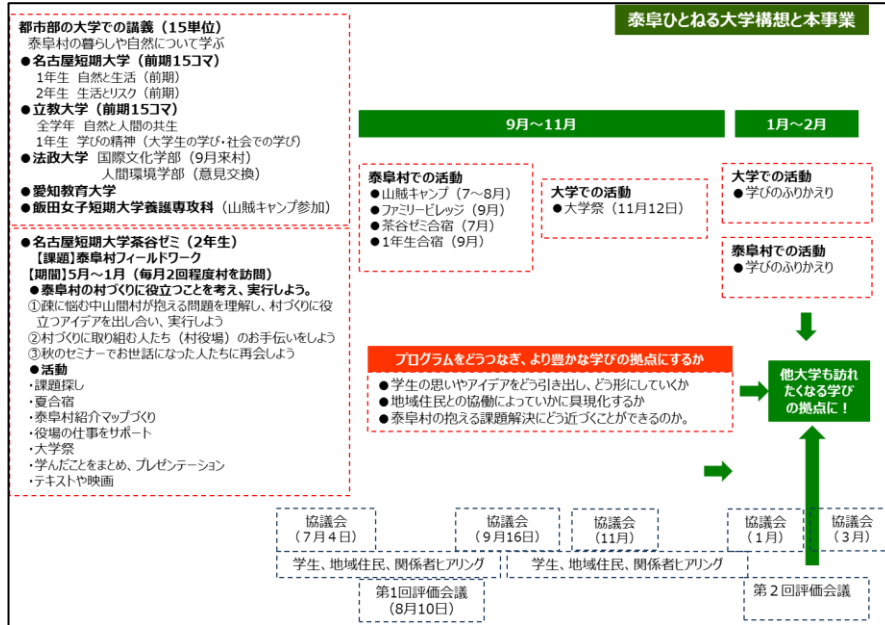 泰阜ひとねる大学構想と本事業
都市部の大学での講義（15単位）
泰阜村の暮らしや自然について学ぶ
●名古屋短期大学（前期15コマ）
1年生 自然と生活（前期）
2年生 生活とリスク（前期）
●立教大学（前期15コマ）
全学年 自然と人間の共生
1年生 学びの精神（大学生の学び・社会での学び）
●法政大学 国際文化学部（9月来村）
人間環境学部（意見交換）
●愛知教育大学
●飯田女子短期大学養護専攻科（山賊キャンプ参加）
●名古屋短期大学茶谷ゼミ（2年生）
【課題】泰阜村フィールドワーク
【期間】5月～1月（毎月2回程度村を訪問）
●泰阜村の村づくりに役立つことを考え、実行しよう。
①疎に悩む中山間村が抱える問題を理解し、村づくりに役
立つアイデアを出し合い、実行しよう
②村づくりに取り組む人たち（村役場）のお手伝いをしよう
③秋のセミナーでお世話になった人たちに再会しよう
●活動
・課題探し
・夏合宿
・泰阜村紹介マップづくり
・役場の仕事をサポート
・大学祭
・学んだことをまとめ、プレゼンテーション
・テキストや映画
9月～11月
1月～2月
泰阜村での活動
●山賊キャンプ（7～8月）
●ファミリービレッジ（9月）
●茶谷ゼミ合宿（7月）
●1年生合宿（9月）
大学での活動
●大学祭（11月12日）
大学での活動
●学びのふりかえり
泰阜村での活動
●学びのふりかえり
プログラムをどうつなぎ、より豊かな学びの拠点にするか
●学生の思いやアイデアをどう引き出し、どう形にしていくか
●地域住民との協働によっていかに具現化するか
●泰阜村の抱える課題解決にどう近づくことができるのか。
他大学も訪れ
たくなる学び
の拠点に！
協議会
（7月4日）
協議会
（9月16日）
協議会
（11月）
協議会
（1月）
協議会
（3月）
学生、地域住民、関係者ヒアリング
学生、地域住民、関係者ヒアリング
第1回評価会議
（8月10日）
第２回評価会議